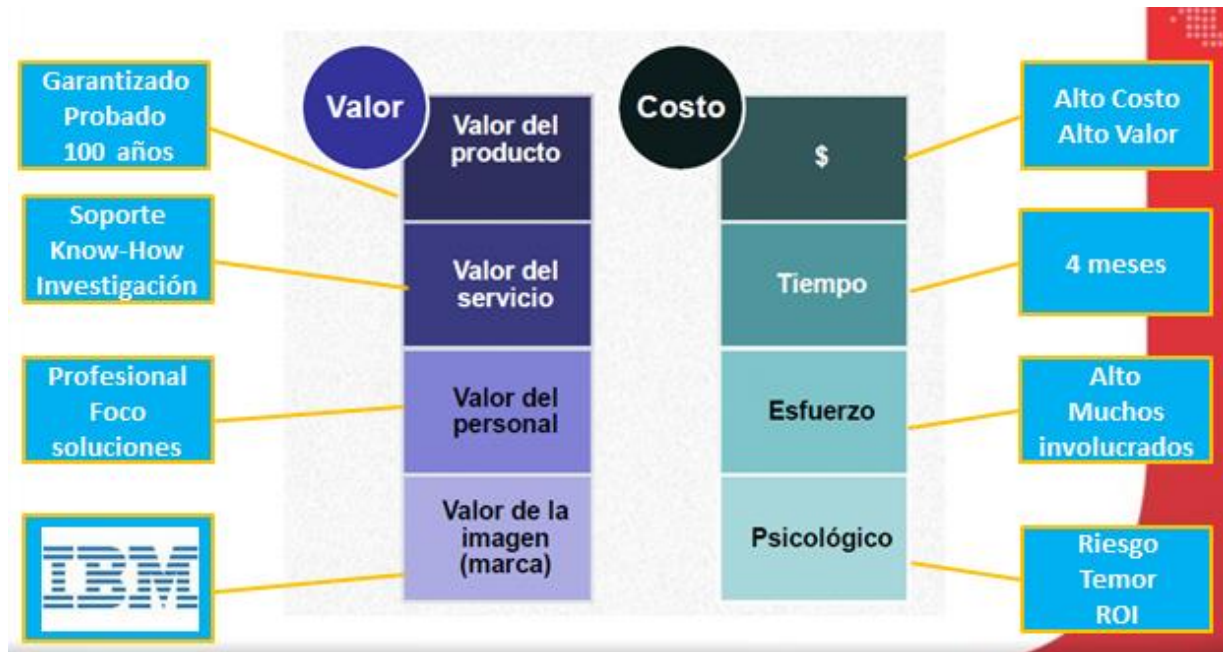 Garantizado
Probado
100 años
Soporte
Know-How
Investigación
Profesional
Foco
soluciones
IBM
Valor
Valor del
producto
Valor del
servicio
Valor del
personal
Valor de la
imagen
(marca)
Costo
$
Tiempo
Esfuerzo
Psicológico
Alto Costo
Alto Valor
4 meses
Alto
Muchos
involucrados
Riesgo
Temor
ROI